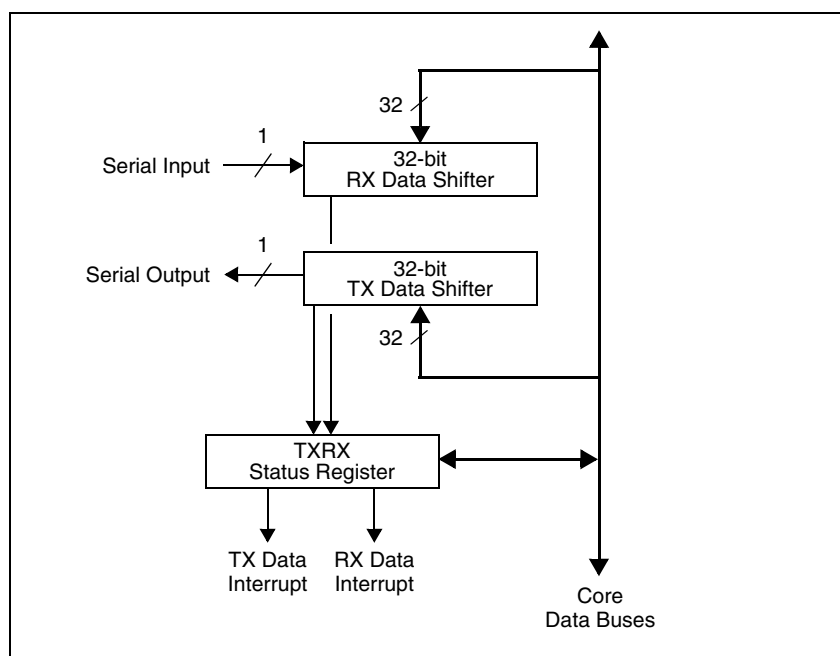 32
1
Serial Input
32-bit
RX Data Shifter
1
Serial Output
32-bit
TX Data Shifter
32
TXRX
Status Register
TX Data
Interrupt
RX Data
Interrupt
Core
Data Buses